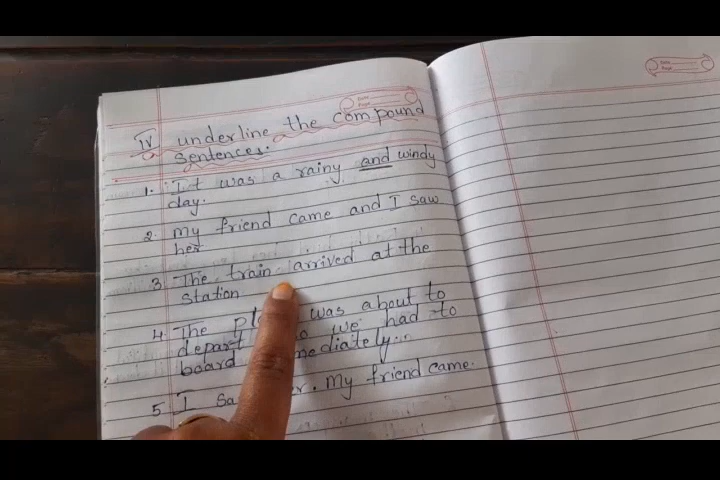 IV underline the compound
sentences.
1. It was a rainy and windy
day.
2. My friend came and I saw
her
3 The train arrived at the
station
4 The was about to
depart we had to
board
5 I My friend came.